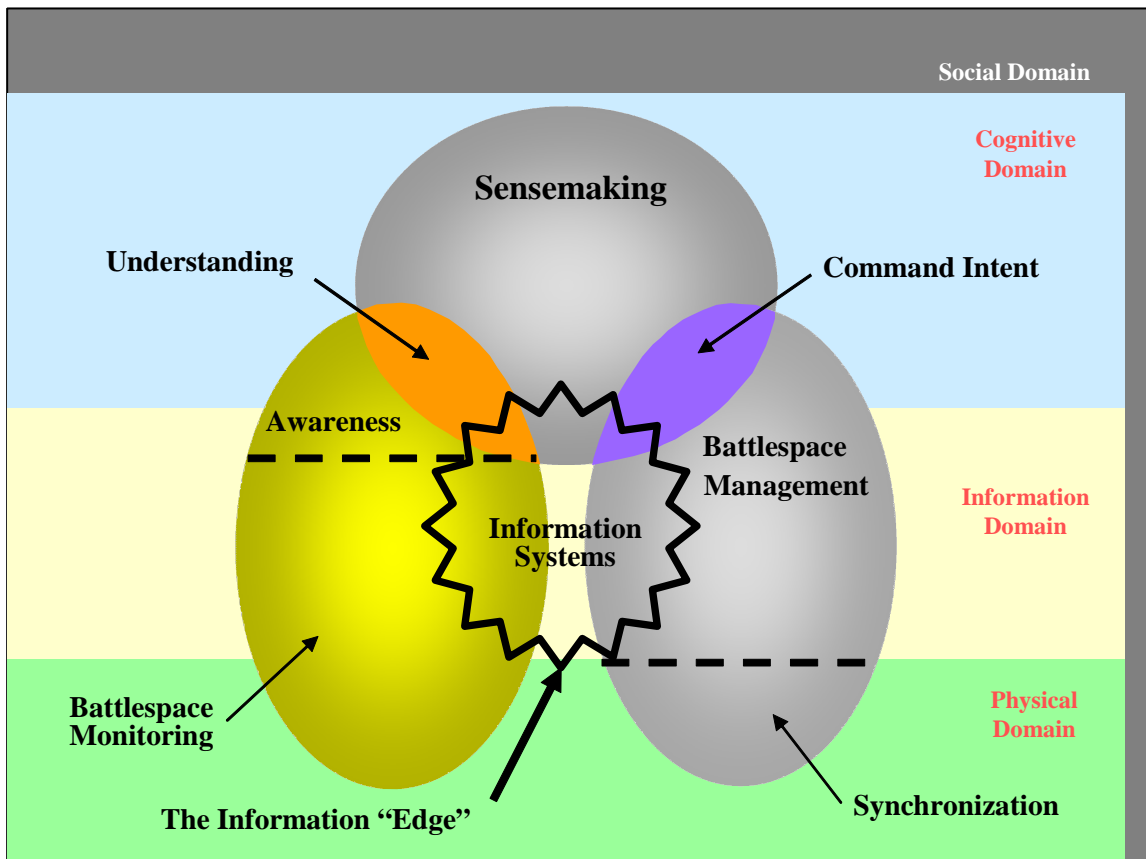 Social Domain
Cognitive
Domain
Sensemaking
Understanding
Command Intent
Awareness
Battlespace
Management
Information
Systems
Information
Domain
Battlespace
Monitoring
Physical
Domain
The Information “Edge”
Synchronization